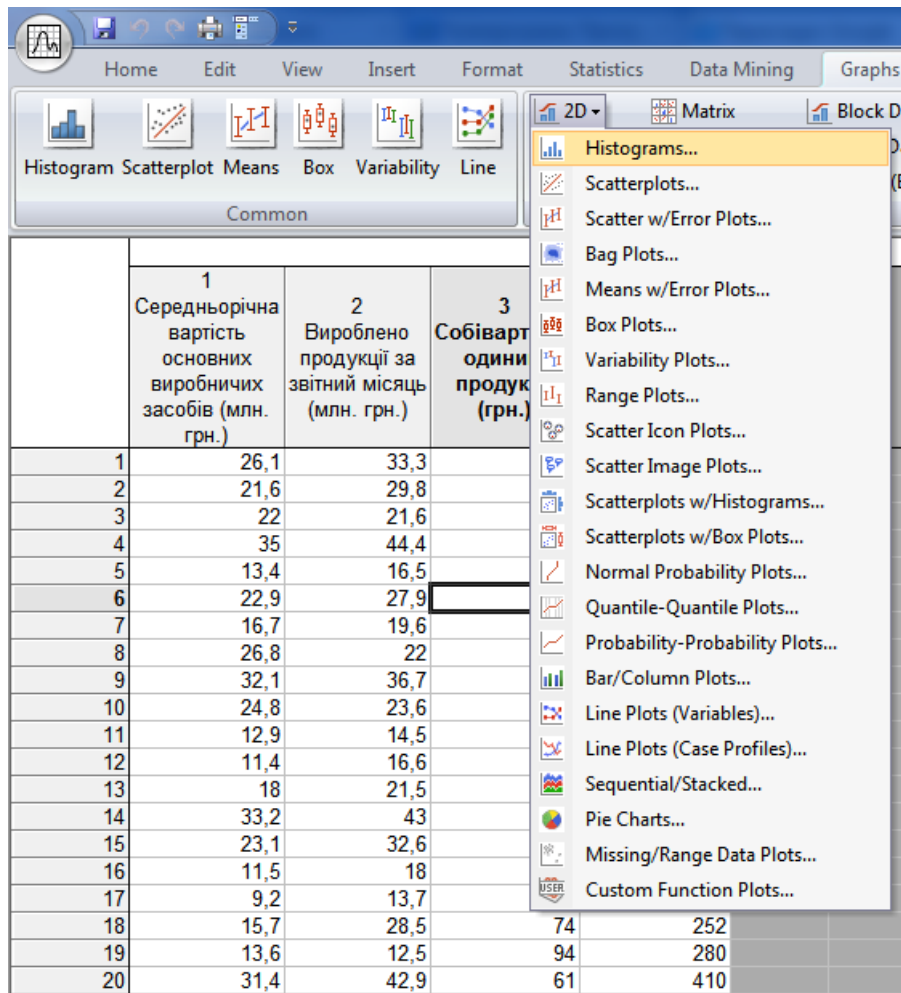 Home Edit View Insert Format Statistics Data Mining Graphs
Histogram Scatterplot Means Box Variability Line
Common
2D Matrix Block D
Histograms...
Scatterplots...
Scatter w/Error Plots...
Bag Plots...
Means w/Error Plots...
Box Plots...
Variability Plots...
Range Plots...
Scatter Icon Plots...
Scatter Image Plots...
Scatterplots w/Histograms...
Scatterplots w/Box Plots...
Normal Probability Plots...
Quantile-Quantile Plots...
Probability-Probability Plots...
Bar/Column Plots...
Line Plots (Variables)...
Line Plots (Case Profiles)...
Sequential/Stacked...
Pie Charts...
Missing/Range Data Plots...
USER Custom Function Plots...
1
Середньорічна
вартість
основних
виробничих
засобів (млн.
грн.)
2
Вироблено
продукції за
звітний місяць
(млн. грн.)
3
Собіварт
одини
продук
(грн.)
1 26,1 33,3
2 21,6 29,8
3 22 21,6
4 35 44,4
5 13,4 16,5
6 22,9 27,9
7 16,7 19,6
8 26,8 22
9 32,1 36,7
10 24,8 23,6
11 12,9 14,5
12 11,4 16,6
13 18 21,5
14 33,2 43
15 23,1 32,6
16 11,5 18
17 9,2 13,7
18 15,7 28,5 74 252
19 13,6 12,5 94 280
20 31,4 42,9 61 410